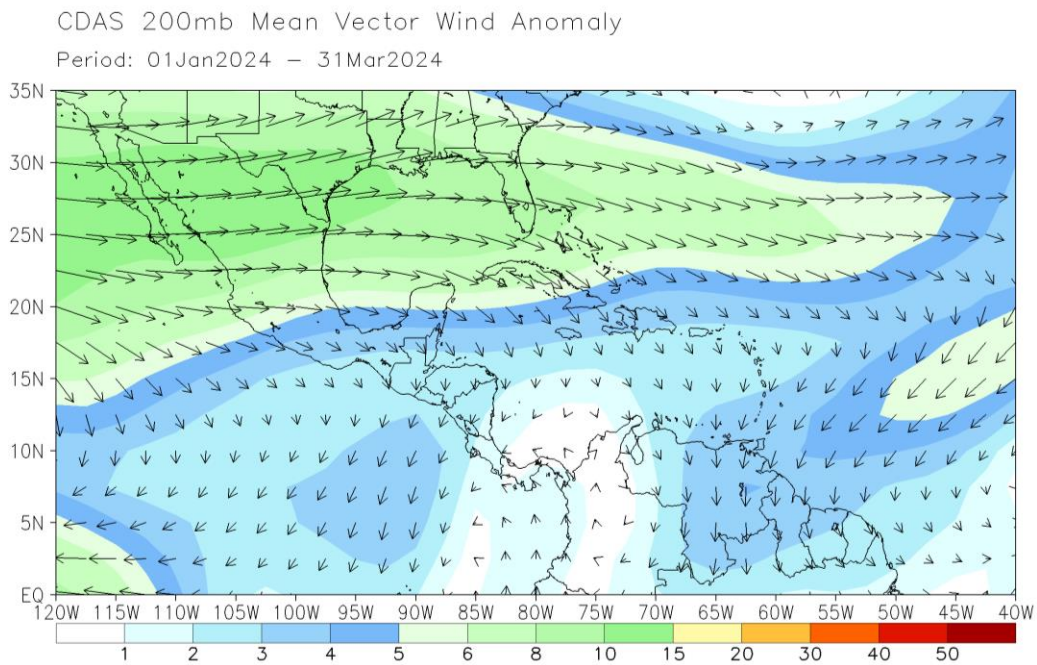 CDAS 200mb Mean Vector Wind Anomaly
Period: 01Jan2024 – 31Mar2024
35N
30N
25N
20N
15N
10N
5N
EQ
120W 115W 110W 105W 100W 95W 90W 85W 80W 75W 70W 65W 60W 55W 50W 45W 40W
1 2 3 4 5 6 8 10 15 20 30 40 50